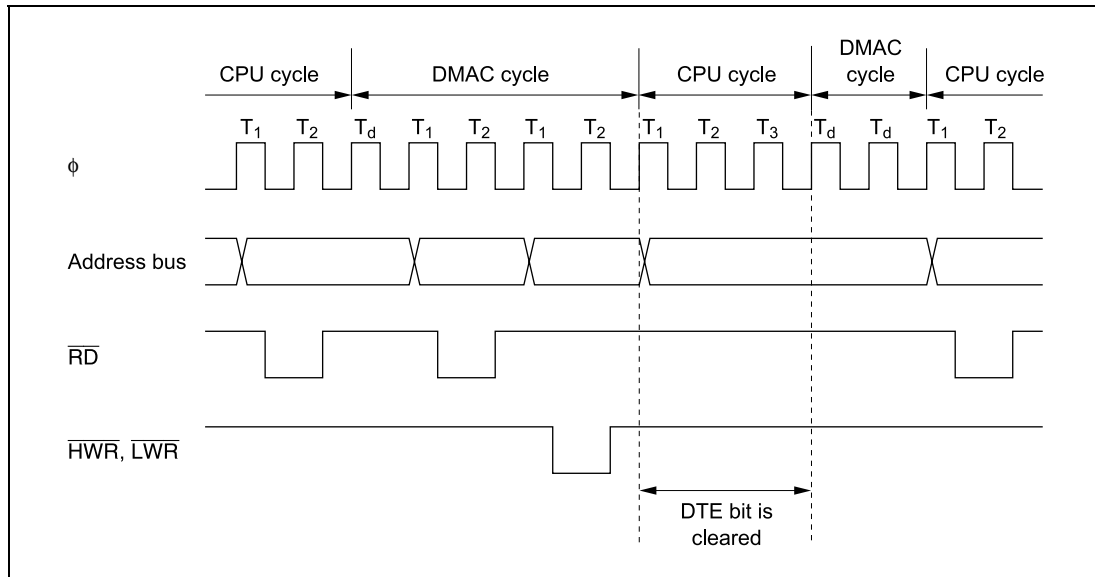 DMAC
CPU cycle DMAC cycle CPU cycle cycle CPU cycle
T1 T2 Td T1 T2 T1 T2 T1 T2 T3 Td Td T1 T2
ϕ
Address bus
RD
HWR, LWR
DTE bit is
cleared